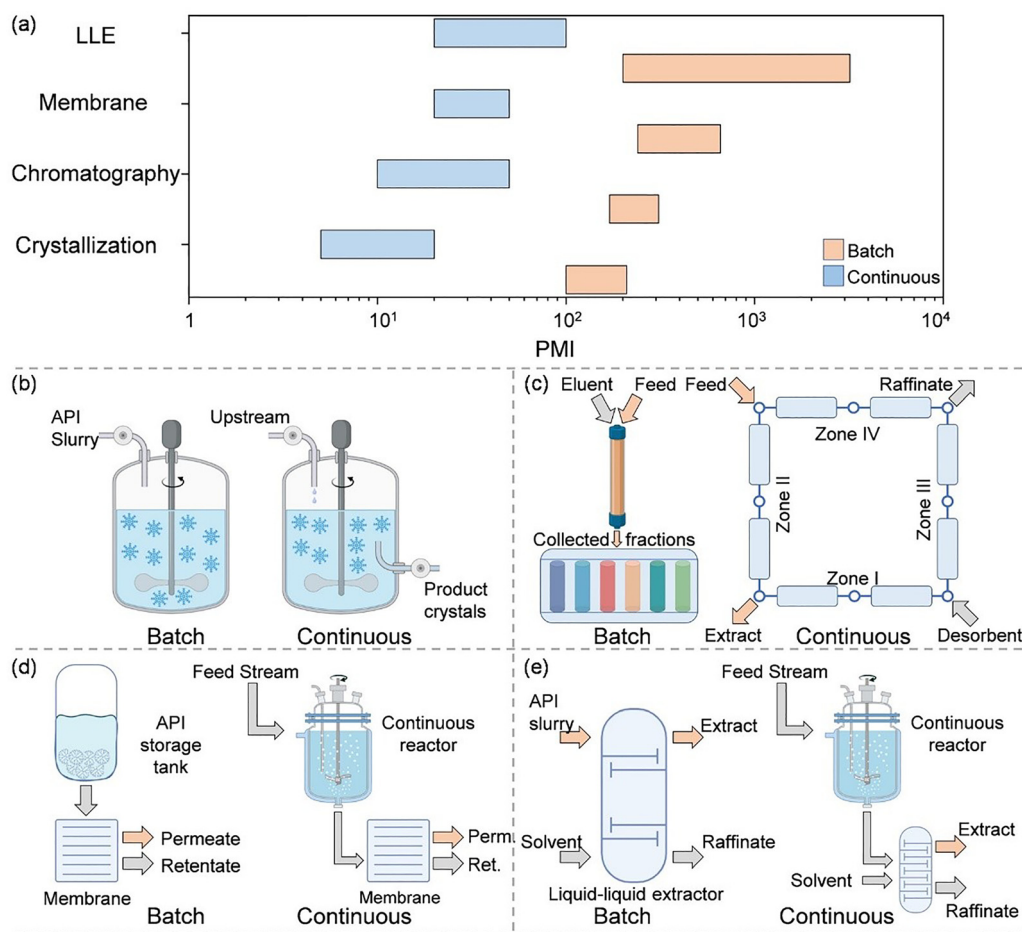 (a)
LLE
Membrane
Chromatography
Crystallization
Batch
Continuous
1
10¹
10²
10³
10⁴
PMI
(b)
API
Slurry
Upstream
Product
crystals
Batch
Continuous
(c)
Eluent
Feed
Feed
Raffinate
Zone IV
Zone II
Zone III
Collected fractions
Zone I
Batch
Extract
Continuous
Desorbent
(d)
Feed Stream
API
storage
tank
Continuous
reactor
Permeate
Retentate
Membrane
Perm.
Ret.
Membrane
Batch
Continuous
(e)
API
slurry
Extract
Solvent
Raffinate
Liquid-liquid extractor
Batch
Feed Stream
Continuous
reactor
Extract
Solvent
Raffinate
Continuous